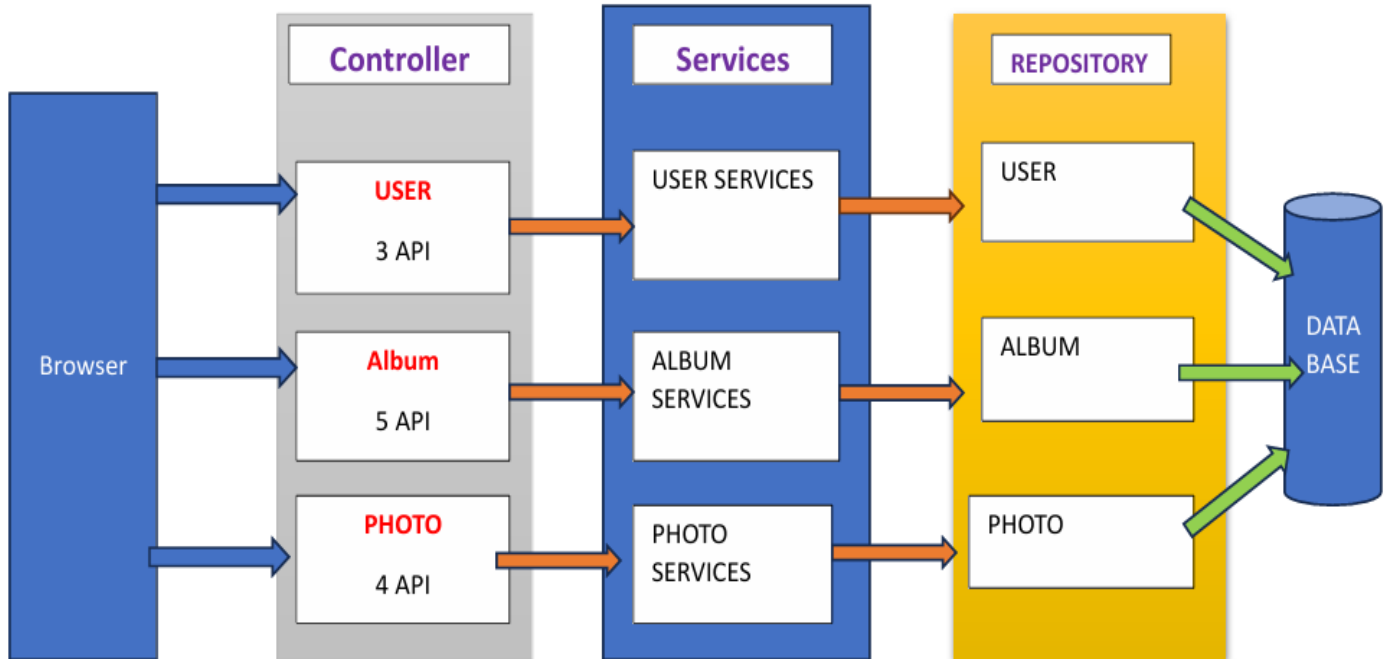 Controller
Services
REPOSITORY
Browser
USER
3 API
USER SERVICES
USER
Album
5 API
ALBUM
SERVICES
ALBUM
DATA
BASE
PHOTO
4 API
PHOTO
SERVICES
PHOTO